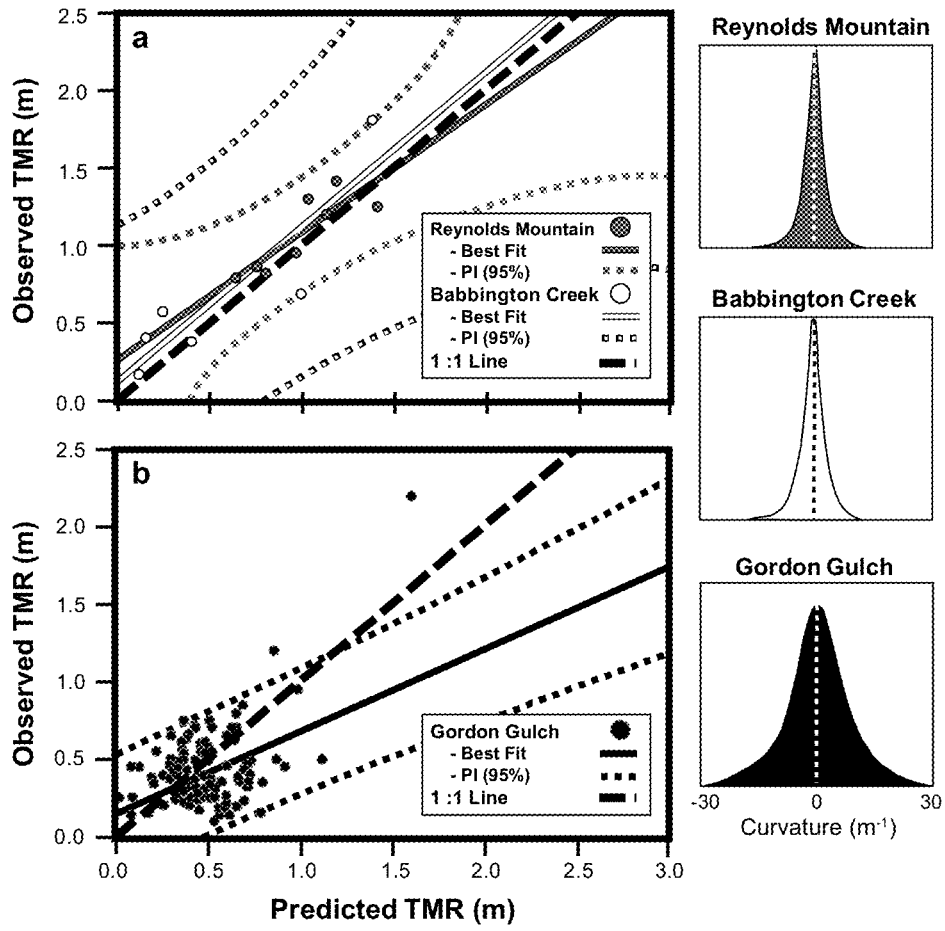 a
Observed TMR (m)
2.5
2.0
1.5
1.0
0.5
0.0
Reynolds Mountain
- Best Fit
- PI (95%)
Babbington Creek
- Best Fit
- PI (95%)
1 :1 Line
b
Observed TMR (m)
2.5
2.0
1.5
1.0
0.5
0.0
Gordon Gulch
- Best Fit
- PI (95%)
1 :1 Line
0.0 0.5 1.0 1.5 2.0 2.5 3.0
Predicted TMR (m)
Reynolds Mountain
Babbington Creek
Gordon Gulch
-30 0 30
Curvature (m⁻¹)